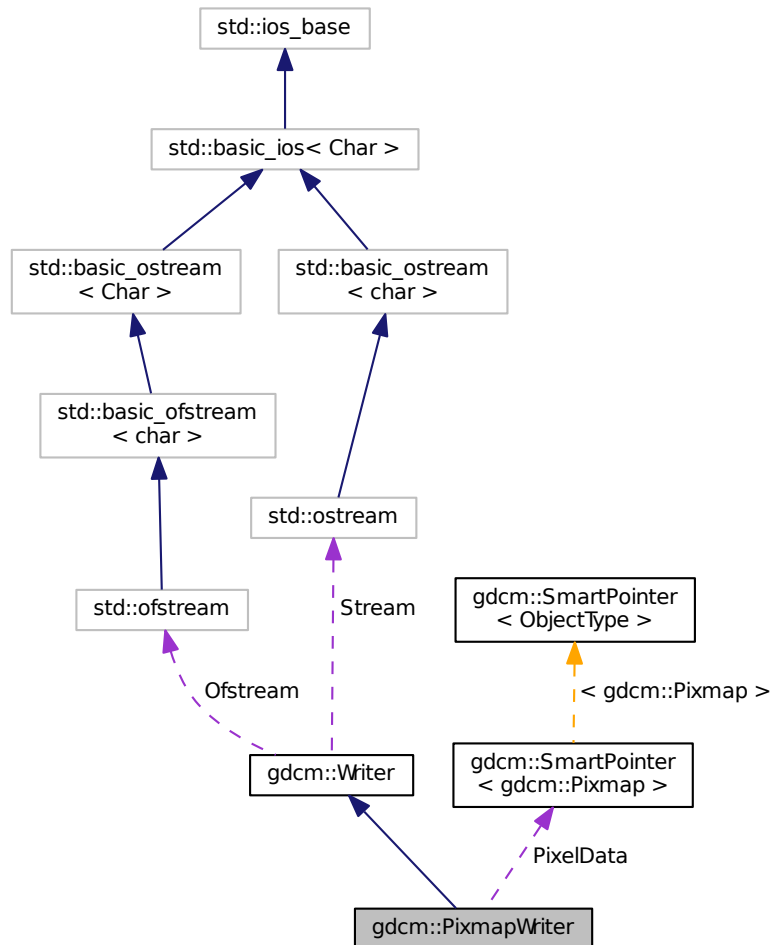 std::ios_base
std::basic_ios< Char >
std::basic_ostream
< Char >
std::basic_ostream
< char >
std::basic_ofstream
< char >
std::ostream
std::ofstream
Stream
gdcm::SmartPointer
< ObjectType >
Ofstream
< gdcm::Pixmap >
gdcm::Writer
gdcm::SmartPointer
< gdcm::Pixmap >
PixelData
gdcm::PixmapWriter